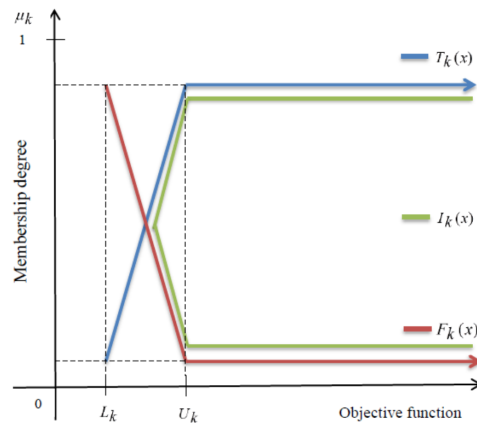 μk
1
Tk(x)
Membership degree
Ik(x)
Fk(x)
0
Lk
Uk
Objective function